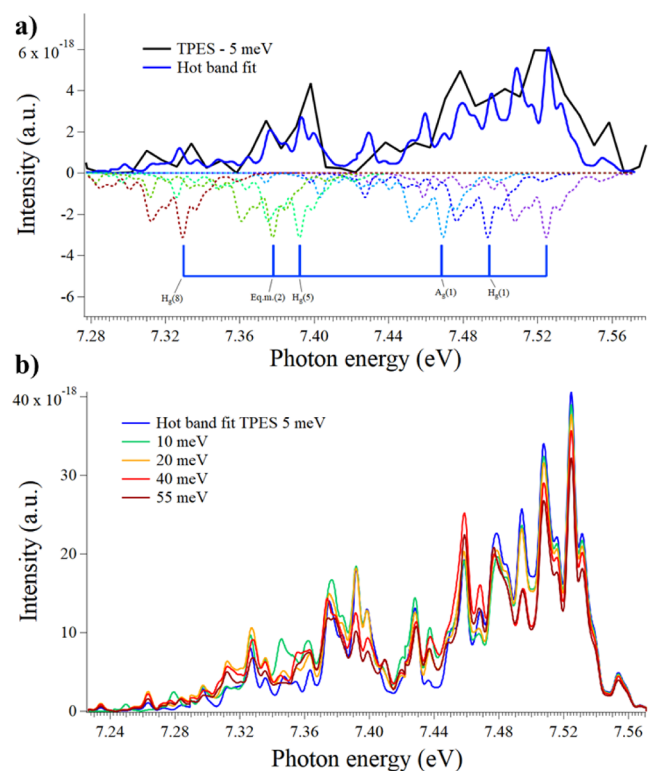 a)
6 x 10⁻¹⁸
TPES - 5 meV
Hot band fit
4
2
0
-2
-4
-6
Intensity (a.u.)
Hg(8)
Eq.m.(2)
Hg(5)
Ag(1)
Hg(1)
7.28
7.32
7.36
7.40
7.44
7.48
7.52
7.56
Photon energy (eV)
b)
40 x 10⁻¹⁸
Hot band fit TPES 5 meV
10 meV
20 meV
40 meV
55 meV
30
20
10
0
Intensity (a.u.)
7.24
7.28
7.32
7.36
7.40
7.44
7.48
7.52
7.56
Photon energy (eV)